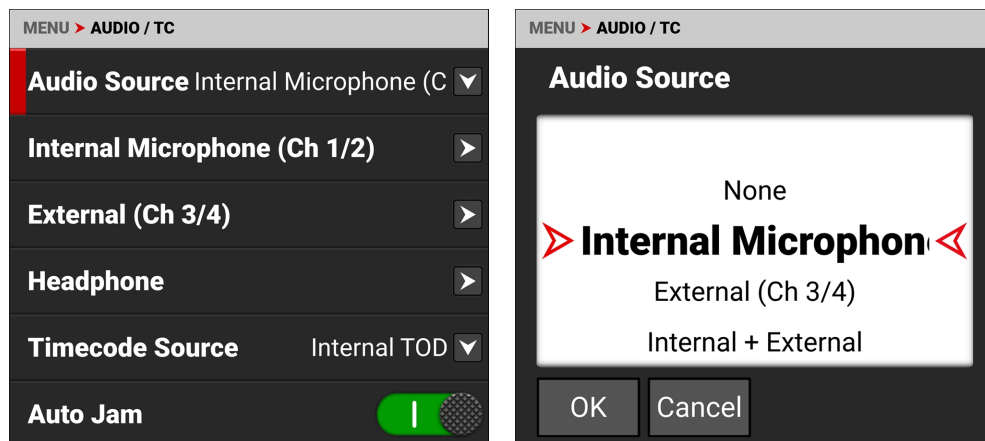 MENU ➤ AUDIO / TC
Audio Source Internal Microphone (C
Internal Microphone (Ch 1/2)
External (Ch 3/4)
Headphone
Timecode Source Internal TOD
Auto Jam
MENU ➤ AUDIO / TC
Audio Source
None
Internal Microphon
External (Ch 3/4)
Internal + External
OK Cancel